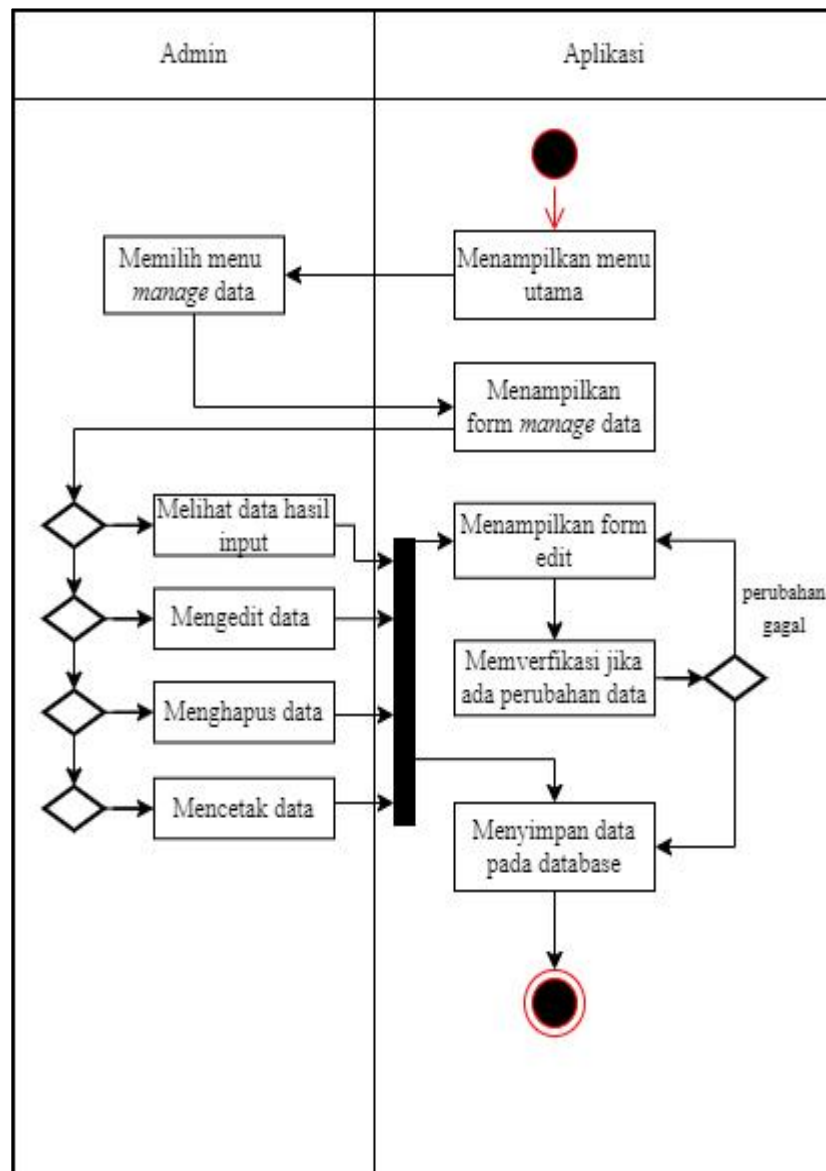 Admin
Aplikasi
Memilih menu
manage data
Menampilkan menu
utama
Menampilkan
form manage data
Melihat data hasil
input
Menampilkan form
edit
perubahan
gagal
Mengedit data
Memverfikasi jika
ada perubahan data
Menghapus data
Mencetak data
Menyimpan data
pada database